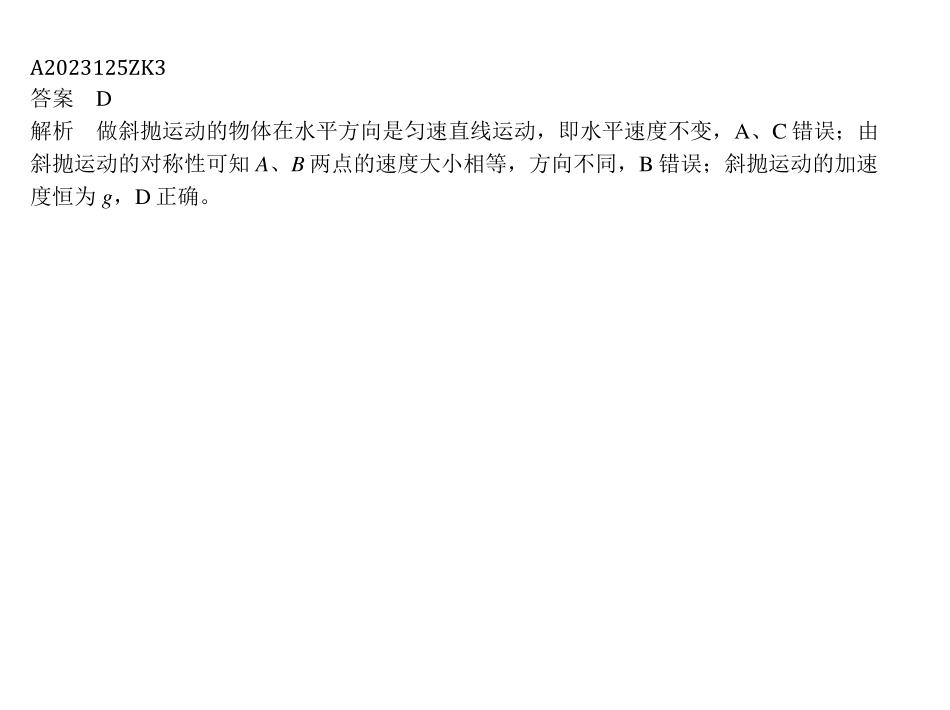 A2023125ZK3
答案　D
解析　做斜抛运动的物体在水平方向是匀速直线运动，即水平速度不变，A、C 错误；由
斜抛运动的对称性可知 A、B 两点的速度大小相等，方向不同，B 错误；斜抛运动的加速
度恒为 g，D 正确。